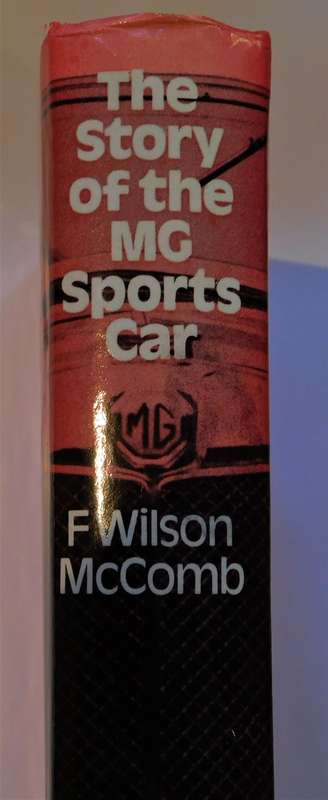 The
Story
of the
MG
Sports
Car
MG
F Wilson
McComb